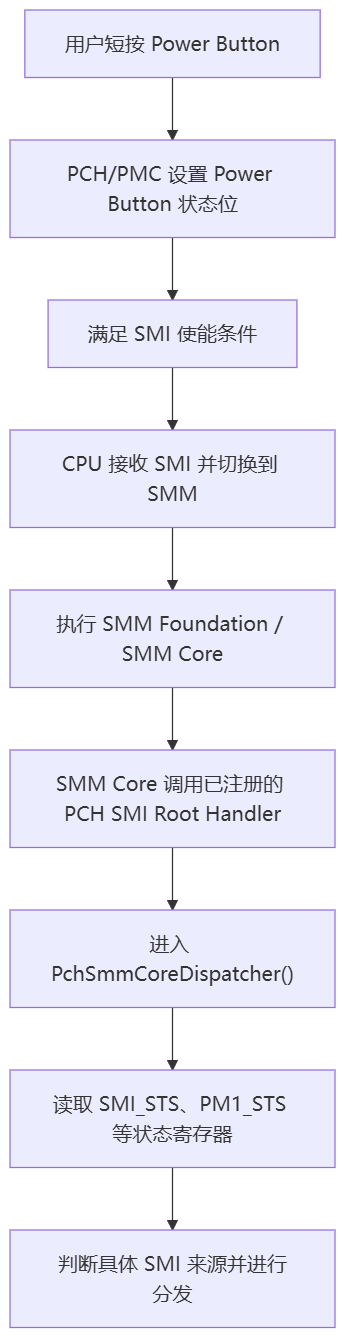 用户短按 Power Button
PCH/PMC 设置 Power
Button 状态位
满足 SMI 使能条件
CPU 接收 SMI 并切换到
SMM
执行 SMM Foundation /
SMM Core
SMM Core 调用已注册的
PCH SMI Root Handler
进入
PchSmmCoreDispatcher()
读取 SMI_STS、PM1_STS
等状态寄存器
判断具体 SMI 来源并进行
分发